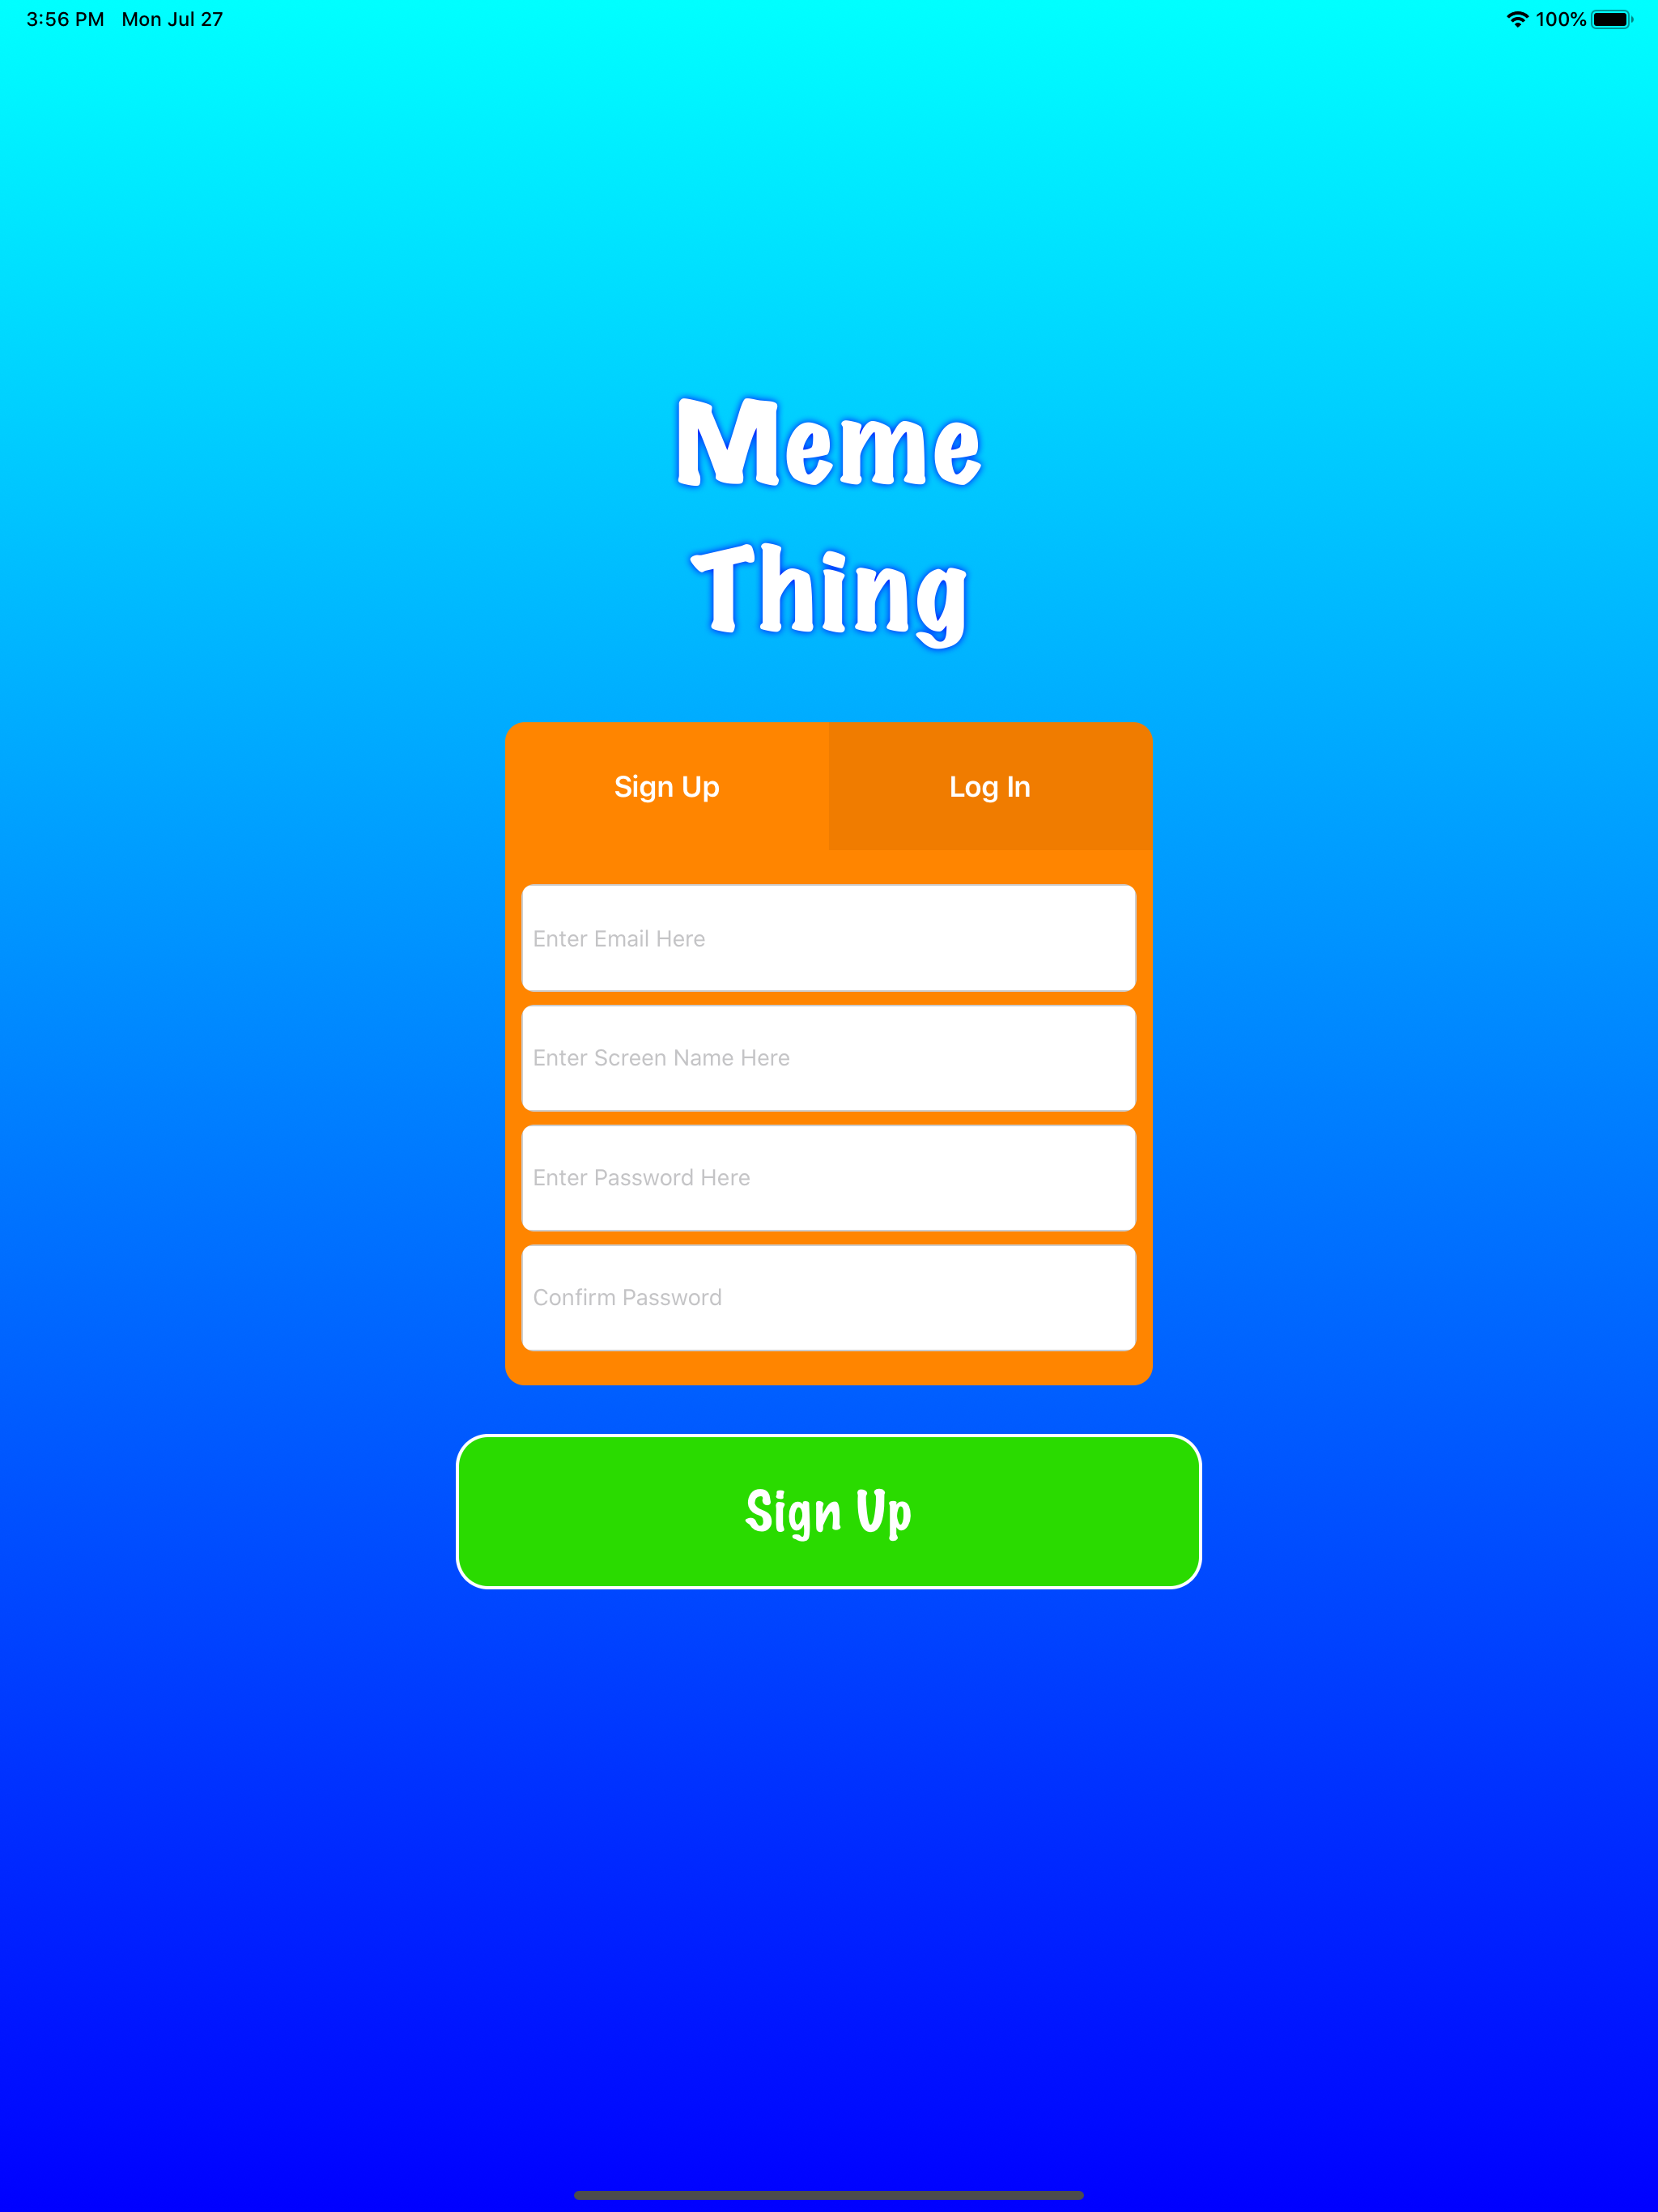 3:56 PM Mon Jul 27 100%
Meme
Thing
Sign Up Log In
Enter Email Here
Enter Screen Name Here
Enter Password Here
Confirm Password
Sign Up